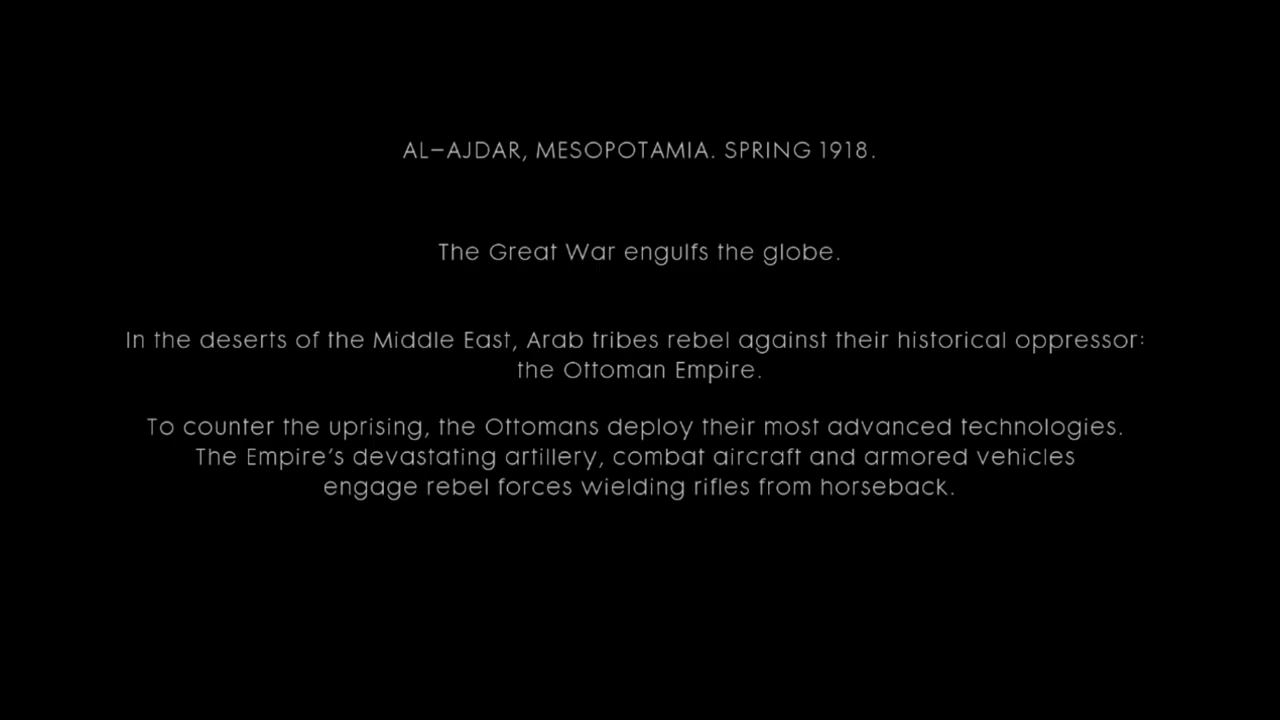 AL–AJDAR, MESOPOTAMIA. SPRING 1918.
The Great War engulfs the globe.
In the deserts of the Middle East, Arab tribes rebel against their historical oppressor:
the Ottoman Empire.
To counter the uprising, the Ottomans deploy their most advanced technologies.
The Empire’s devastating artillery, combat aircraft and armored vehicles
engage rebel forces wielding rifles from horseback.